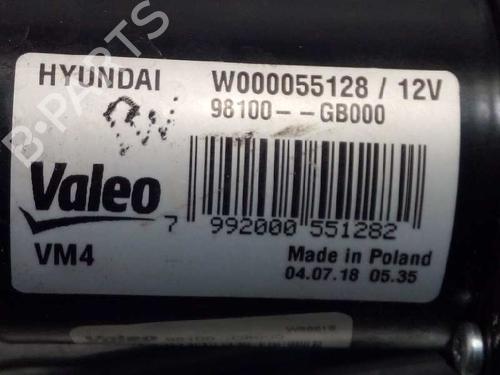 HYUNDAI W000055128 / 12V
98100--GB000
Valeo
7 992000 551282
VM4 Made in Poland
04.07.18 05.35
B-PARTS
Valeo